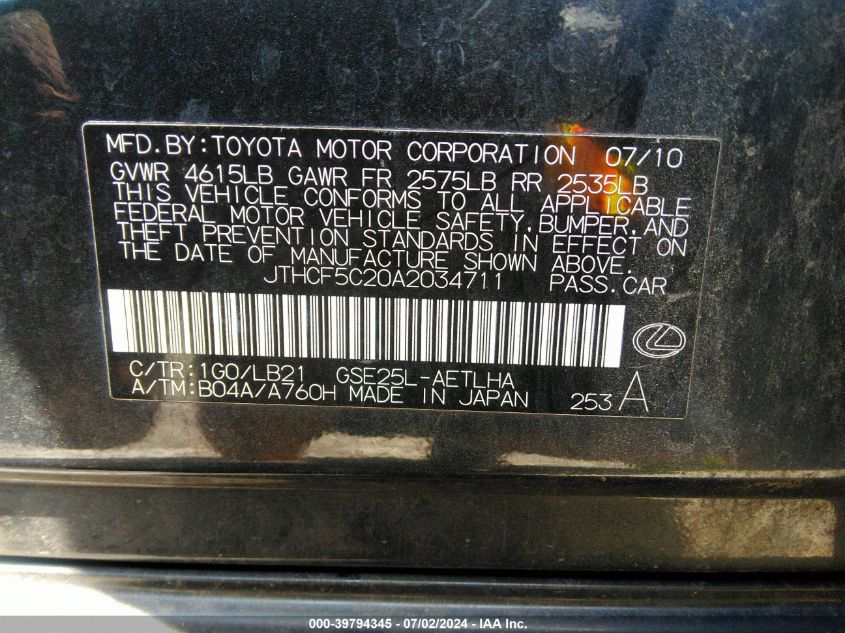 MFD.BY:TOYOTA MOTOR CORPORATION 07/10
GVWR 4615LB GAWR FR 2575LB RR 2535LB
THIS VEHICLE CONFORMS TO ALL APPLICABLE
FEDERAL MOTOR VEHICLE SAFETY,BUMPER,AND
THEFT PREVENTION STANDARDS IN EFFECT ON
THE DATE OF MANUFACTURE SHOWN ABOVE.
JTHCF5C20A2034711 PASS.CAR
C/TR:1G0/LB21 GSE25L-AETLHA
A/TM:B04A/A760H MADE IN JAPAN 253 A
000-39794345 - 07/02/2024 - IAA Inc.